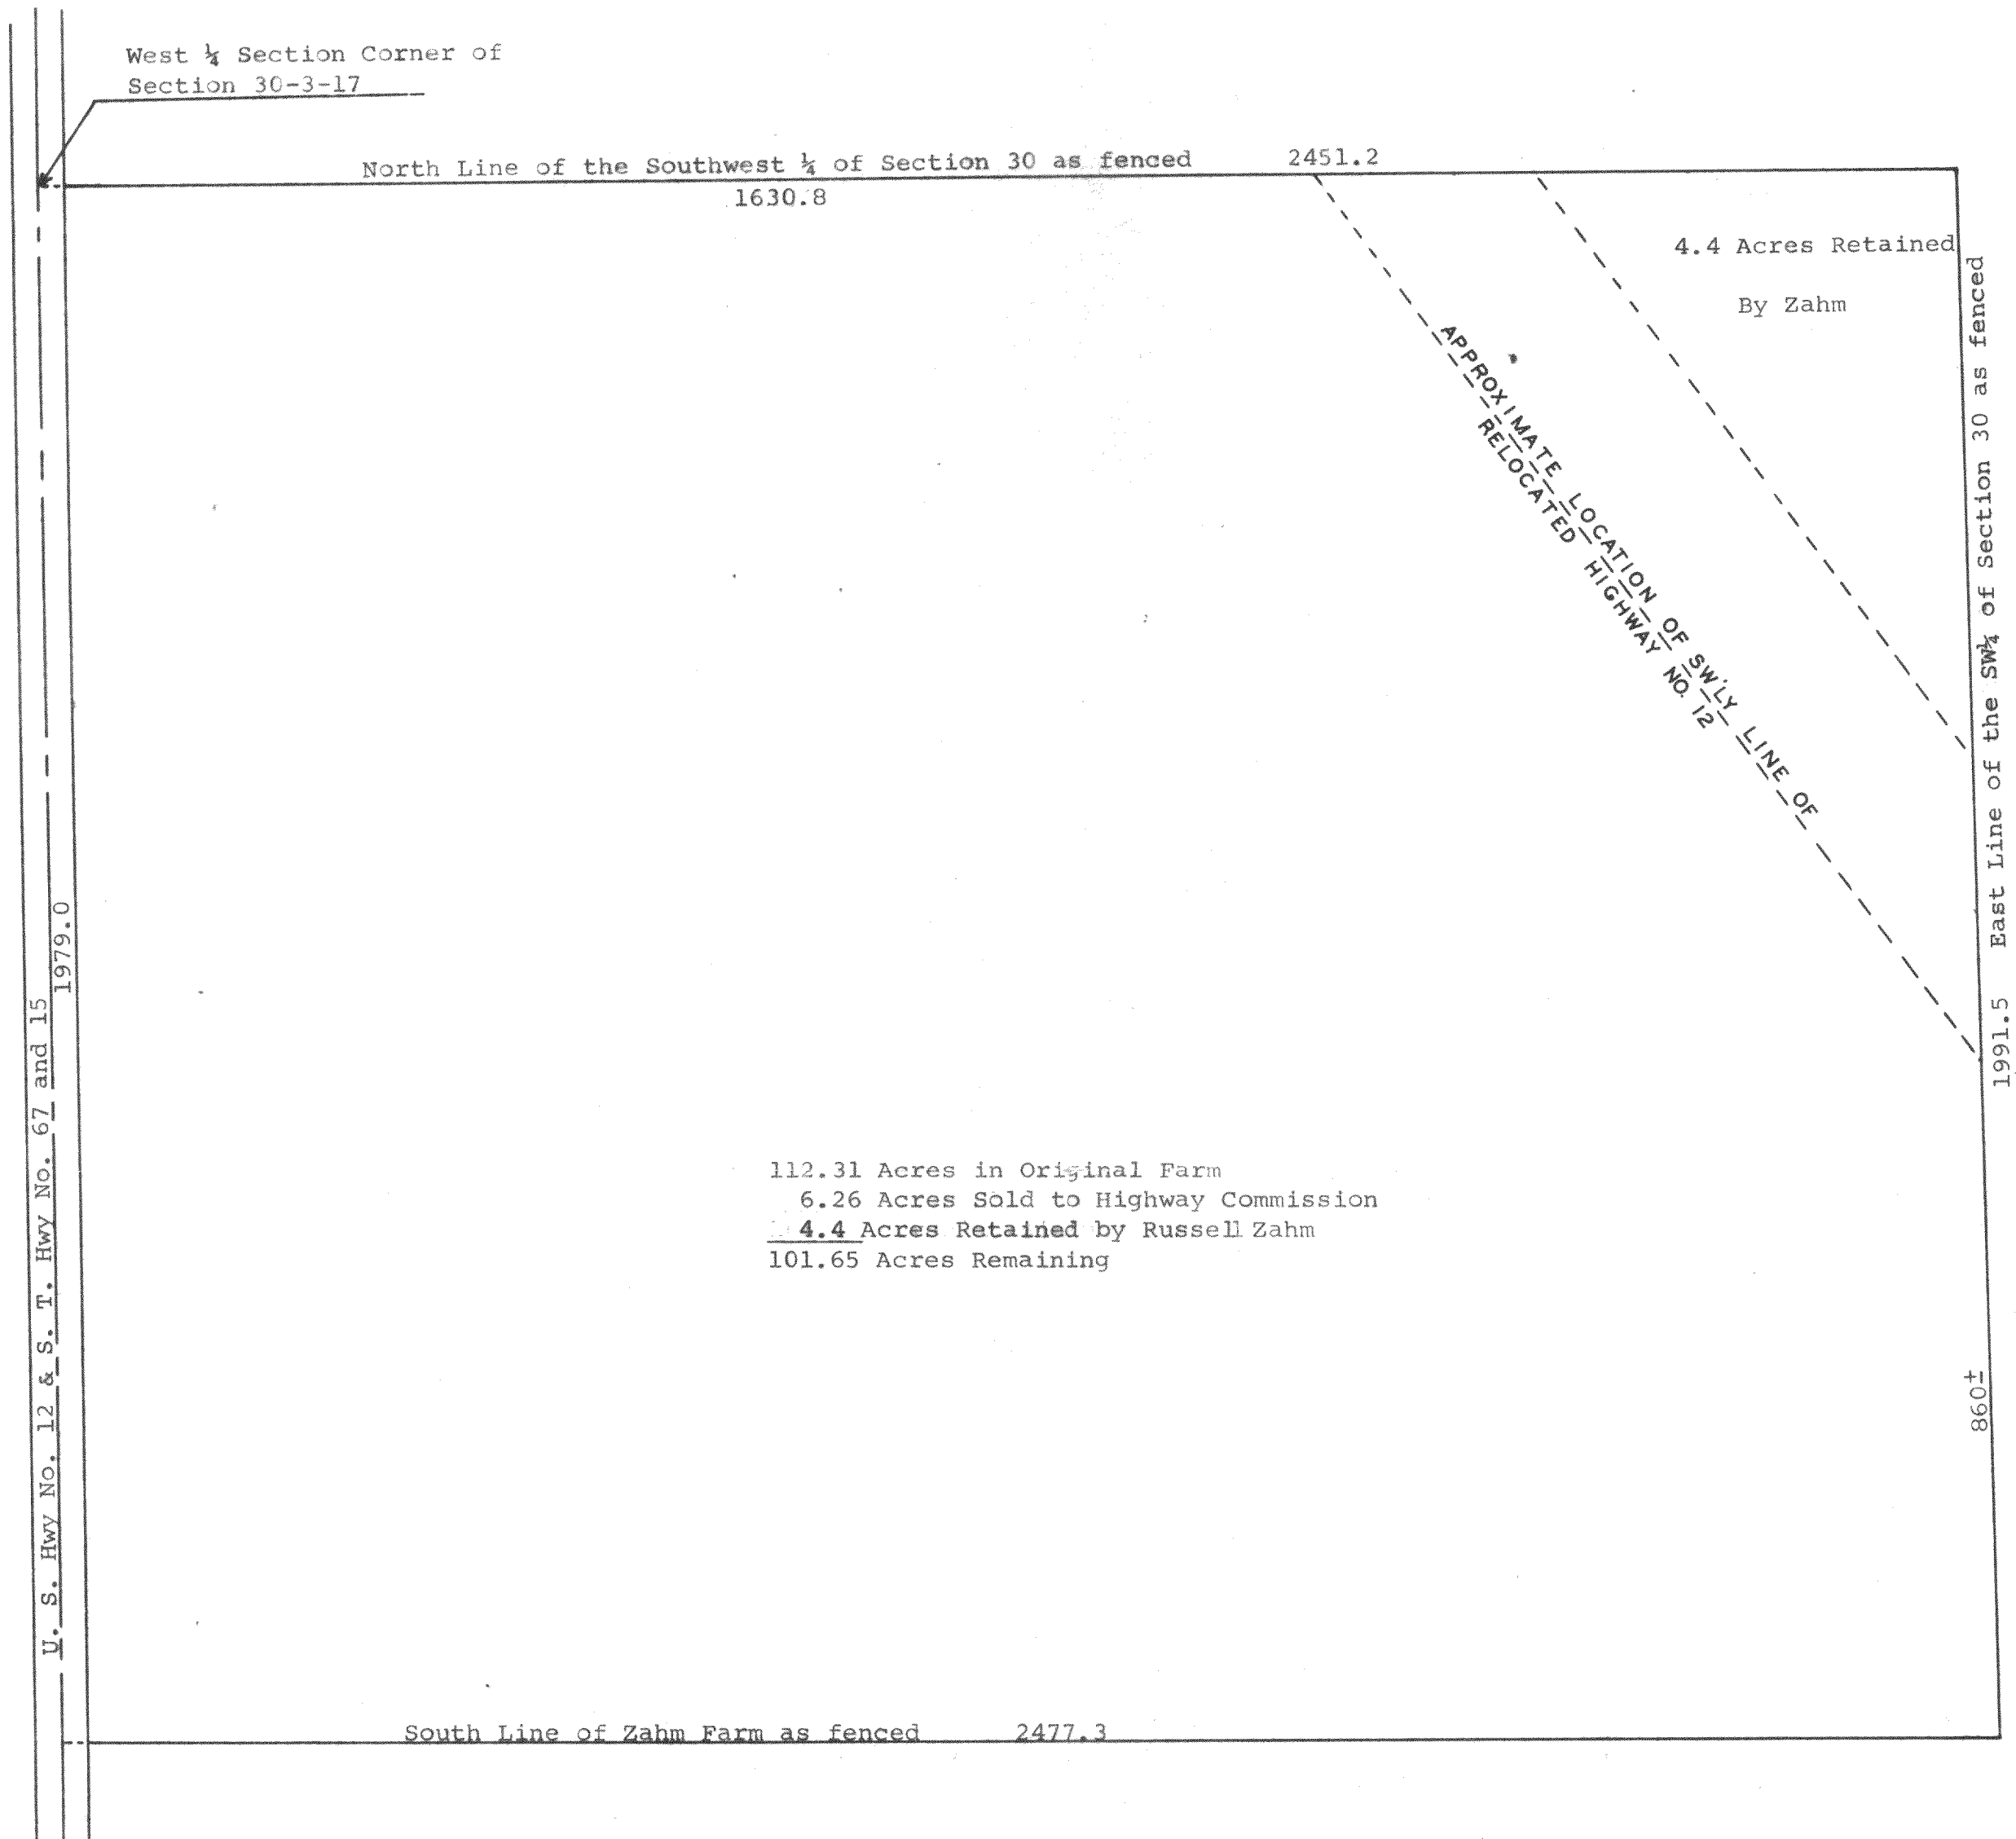 West ¼ Section Corner of
Section 30-3-17
North Line of the Southwest ¼ of Section 30 as fenced 2451.2
1630.8
4.4 Acres Retained
By Zahm
APPROXIMATE LOCATION OF SW'LY LINE OF
RELOCATED HIGHWAY NO. 12
1991.5 East Line of the SW¼ of Section 30 as fenced
860±
1979.0
U. S. Hwy No. 12 & S. T. Hwy No. 67 and 15
112.31 Acres in Original Farm
6.26 Acres Sold to Highway Commission
4.4 Acres Retained by Russell Zahm
101.65 Acres Remaining
South Line of Zahm Farm as fenced 2477.3